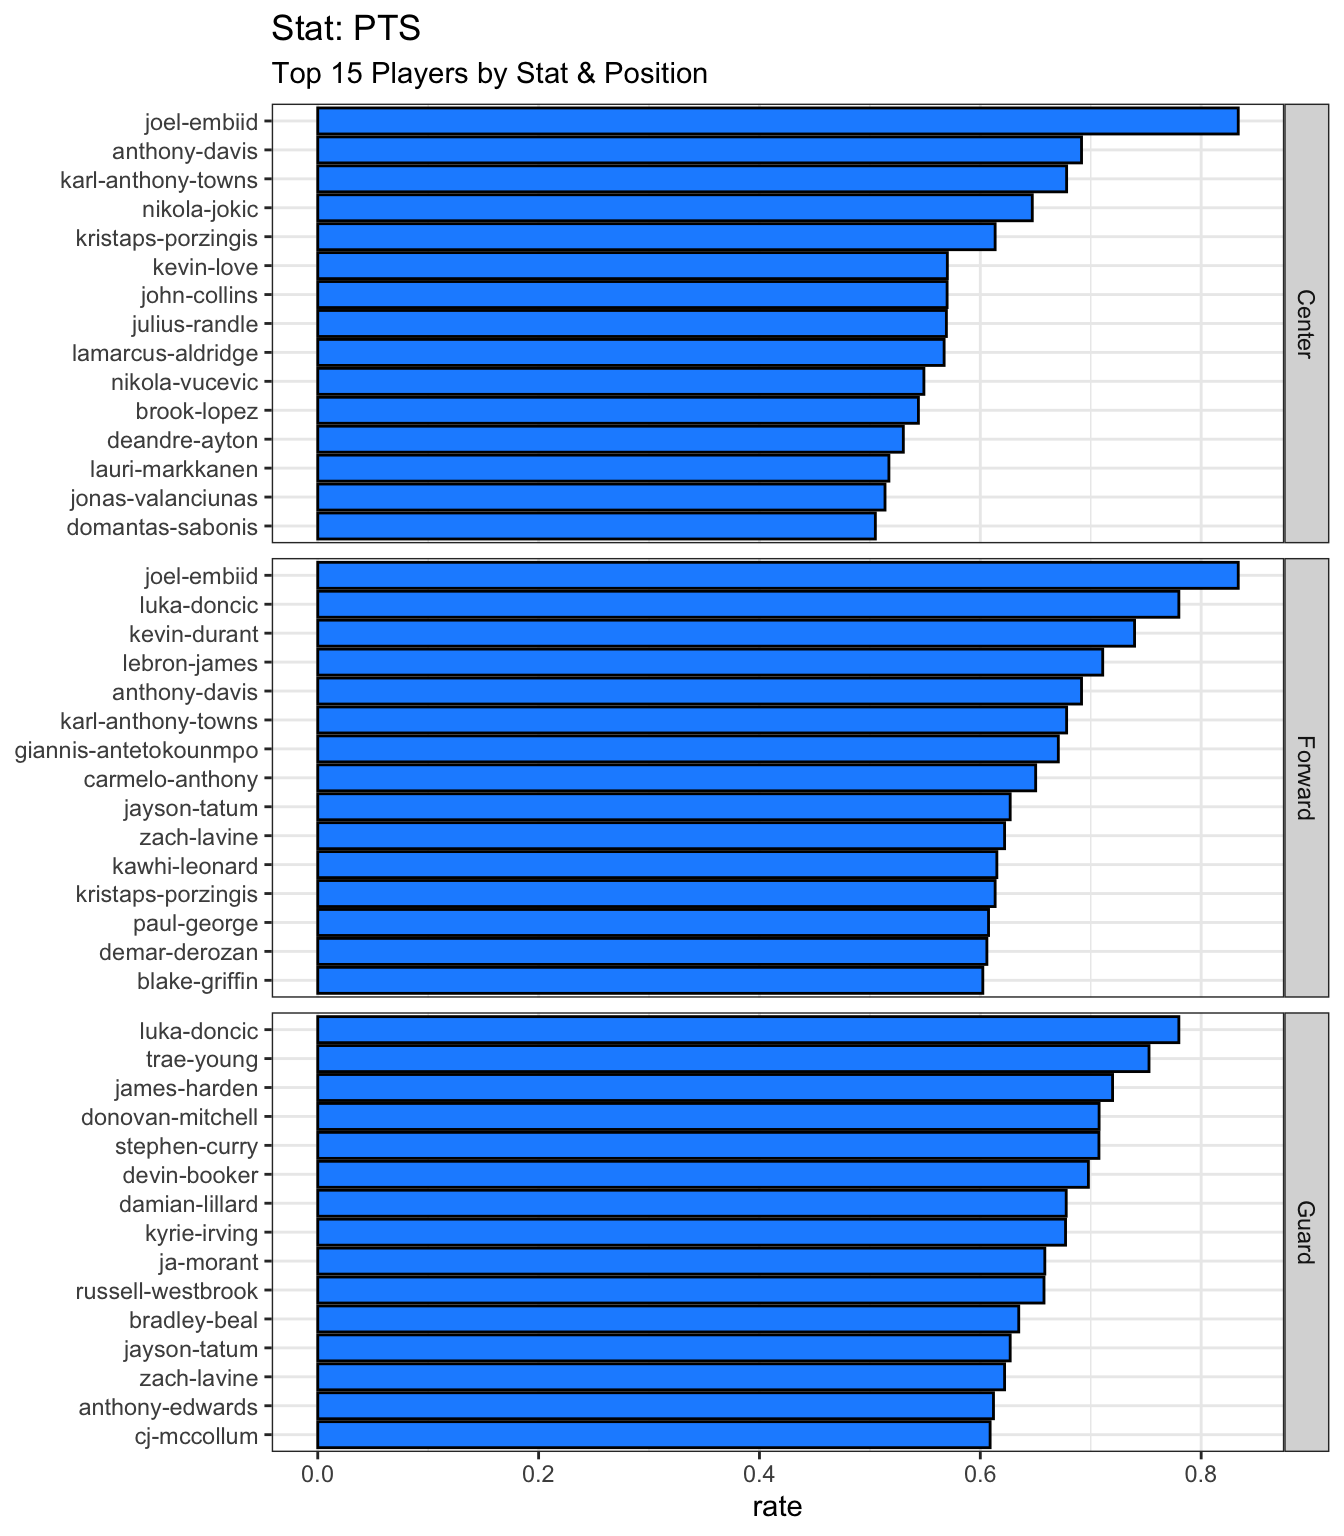 Stat: PTS
Top 15 Players by Stat & Position
joel-embiid
anthony-davis
karl-anthony-towns
nikola-jokic
kristaps-porzingis
kevin-love
john-collins
julius-randle
lamarcus-aldridge
nikola-vucevic
brook-lopez
deandre-ayton
lauri-markkanen
jonas-valanciunas
domantas-sabonis
Center
joel-embiid
luka-doncic
kevin-durant
lebron-james
anthony-davis
karl-anthony-towns
giannis-antetokounmpo
carmelo-anthony
jayson-tatum
zach-lavine
kawhi-leonard
kristaps-porzingis
paul-george
demar-derozan
blake-griffin
Forward
luka-doncic
trae-young
james-harden
donovan-mitchell
stephen-curry
devin-booker
damian-lillard
kyrie-irving
ja-morant
russell-westbrook
bradley-beal
jayson-tatum
zach-lavine
anthony-edwards
cj-mccollum
Guard
0.0 0.2 0.4 0.6 0.8
rate